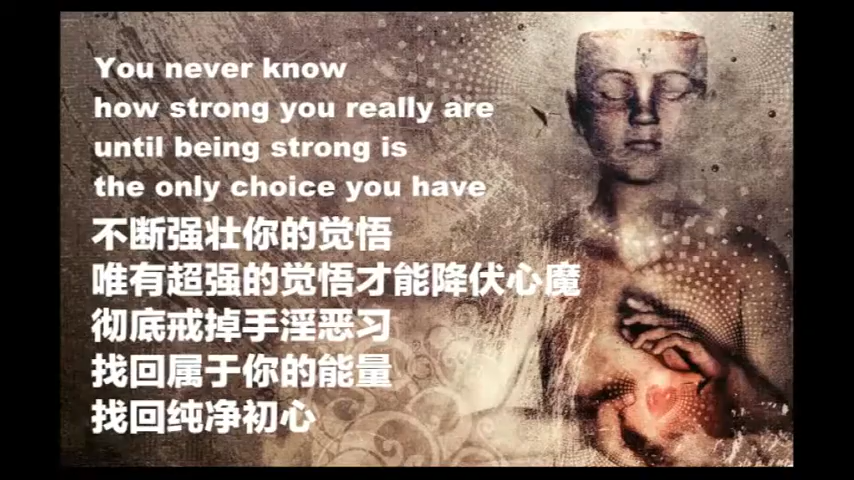 You never know
how strong you really are
until being strong is
the only choice you have
不断强壮你的觉悟
唯有超强的觉悟才能降伏心魔
彻底戒掉手淫恶习
找回属于你的能量
找回纯净初心